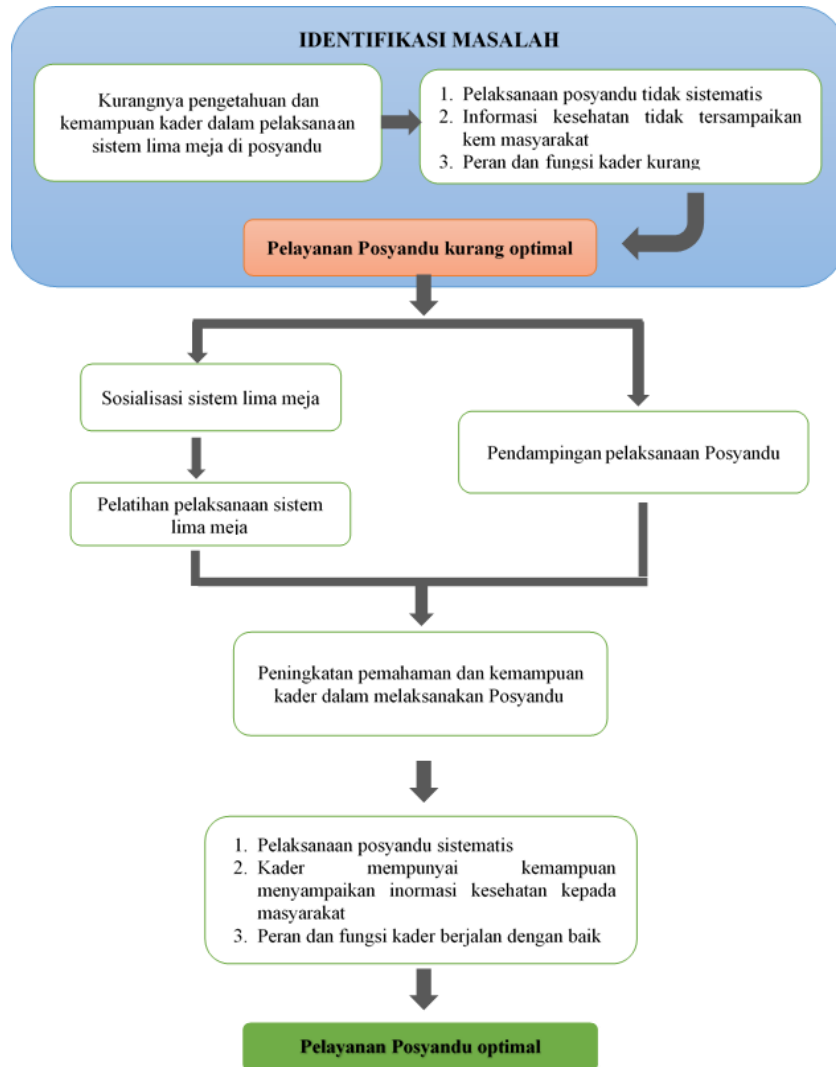 IDENTIFIKASI MASALAH
Kurangnya pengetahuan dan
kemampuan kader dalam pelaksanaan
sistem lima meja di posyandu
1. Pelaksanaan posyandu tidak sistematis
2. Informasi kesehatan tidak tersampaikan
kem masyarakat
3. Peran dan fungsi kader kurang
Pelayanan Posyandu kurang optimal
Sosialisasi sistem lima meja
Pendampingan pelaksanaan Posyandu
Pelatihan pelaksanaan sistem
lima meja
Peningkatan pemahaman dan kemampuan
kader dalam melaksanakan Posyandu
1. Pelaksanaan posyandu sistematis
2. Kader mempunyai kemampuan
menyampaikan inormasi kesehatan kepada
masyarakat
3. Peran dan fungsi kader berjalan dengan baik
Pelayanan Posyandu optimal